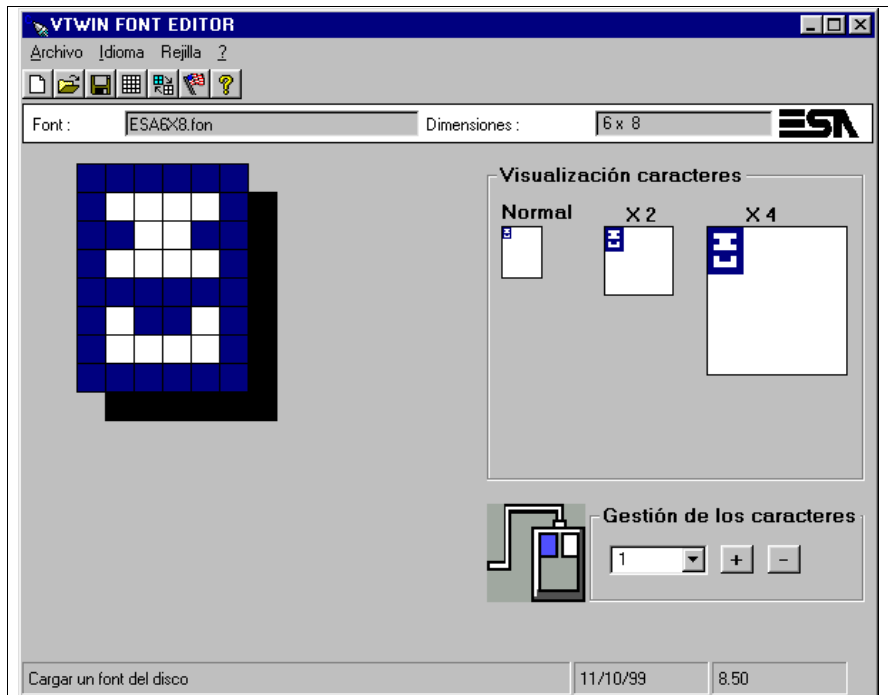 VTWIN FONT EDITOR
Archivo Idioma Rejilla ?
Font : ESA6X8.fon Dimensiones : 6 x 8 ESA
Visualización caracteres
Normal X 2 X 4
Gestión de los caracteres
1 + -
Cargar un font del disco 11/10/99 8.50